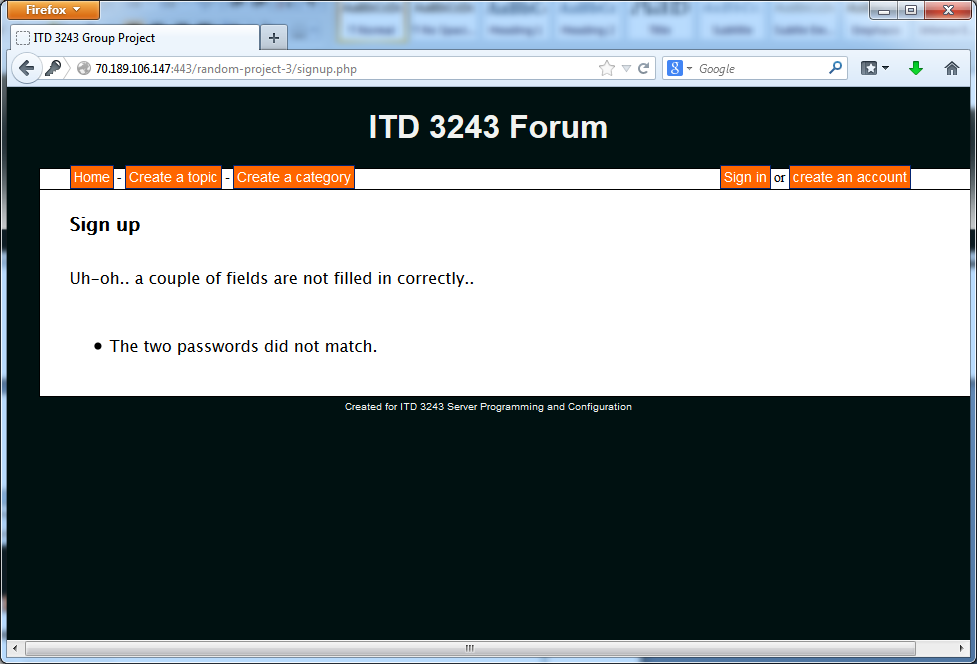 Firefox
ITD 3243 Group Project
70.189.106.147:443/random-project-3/signup.php
Google
ITD 3243 Forum
Home - Create a topic - Create a category
Sign in or create an account
Sign up
Uh-oh.. a couple of fields are not filled in correctly..
• The two passwords did not match.
Created for ITD 3243 Server Programming and Configuration